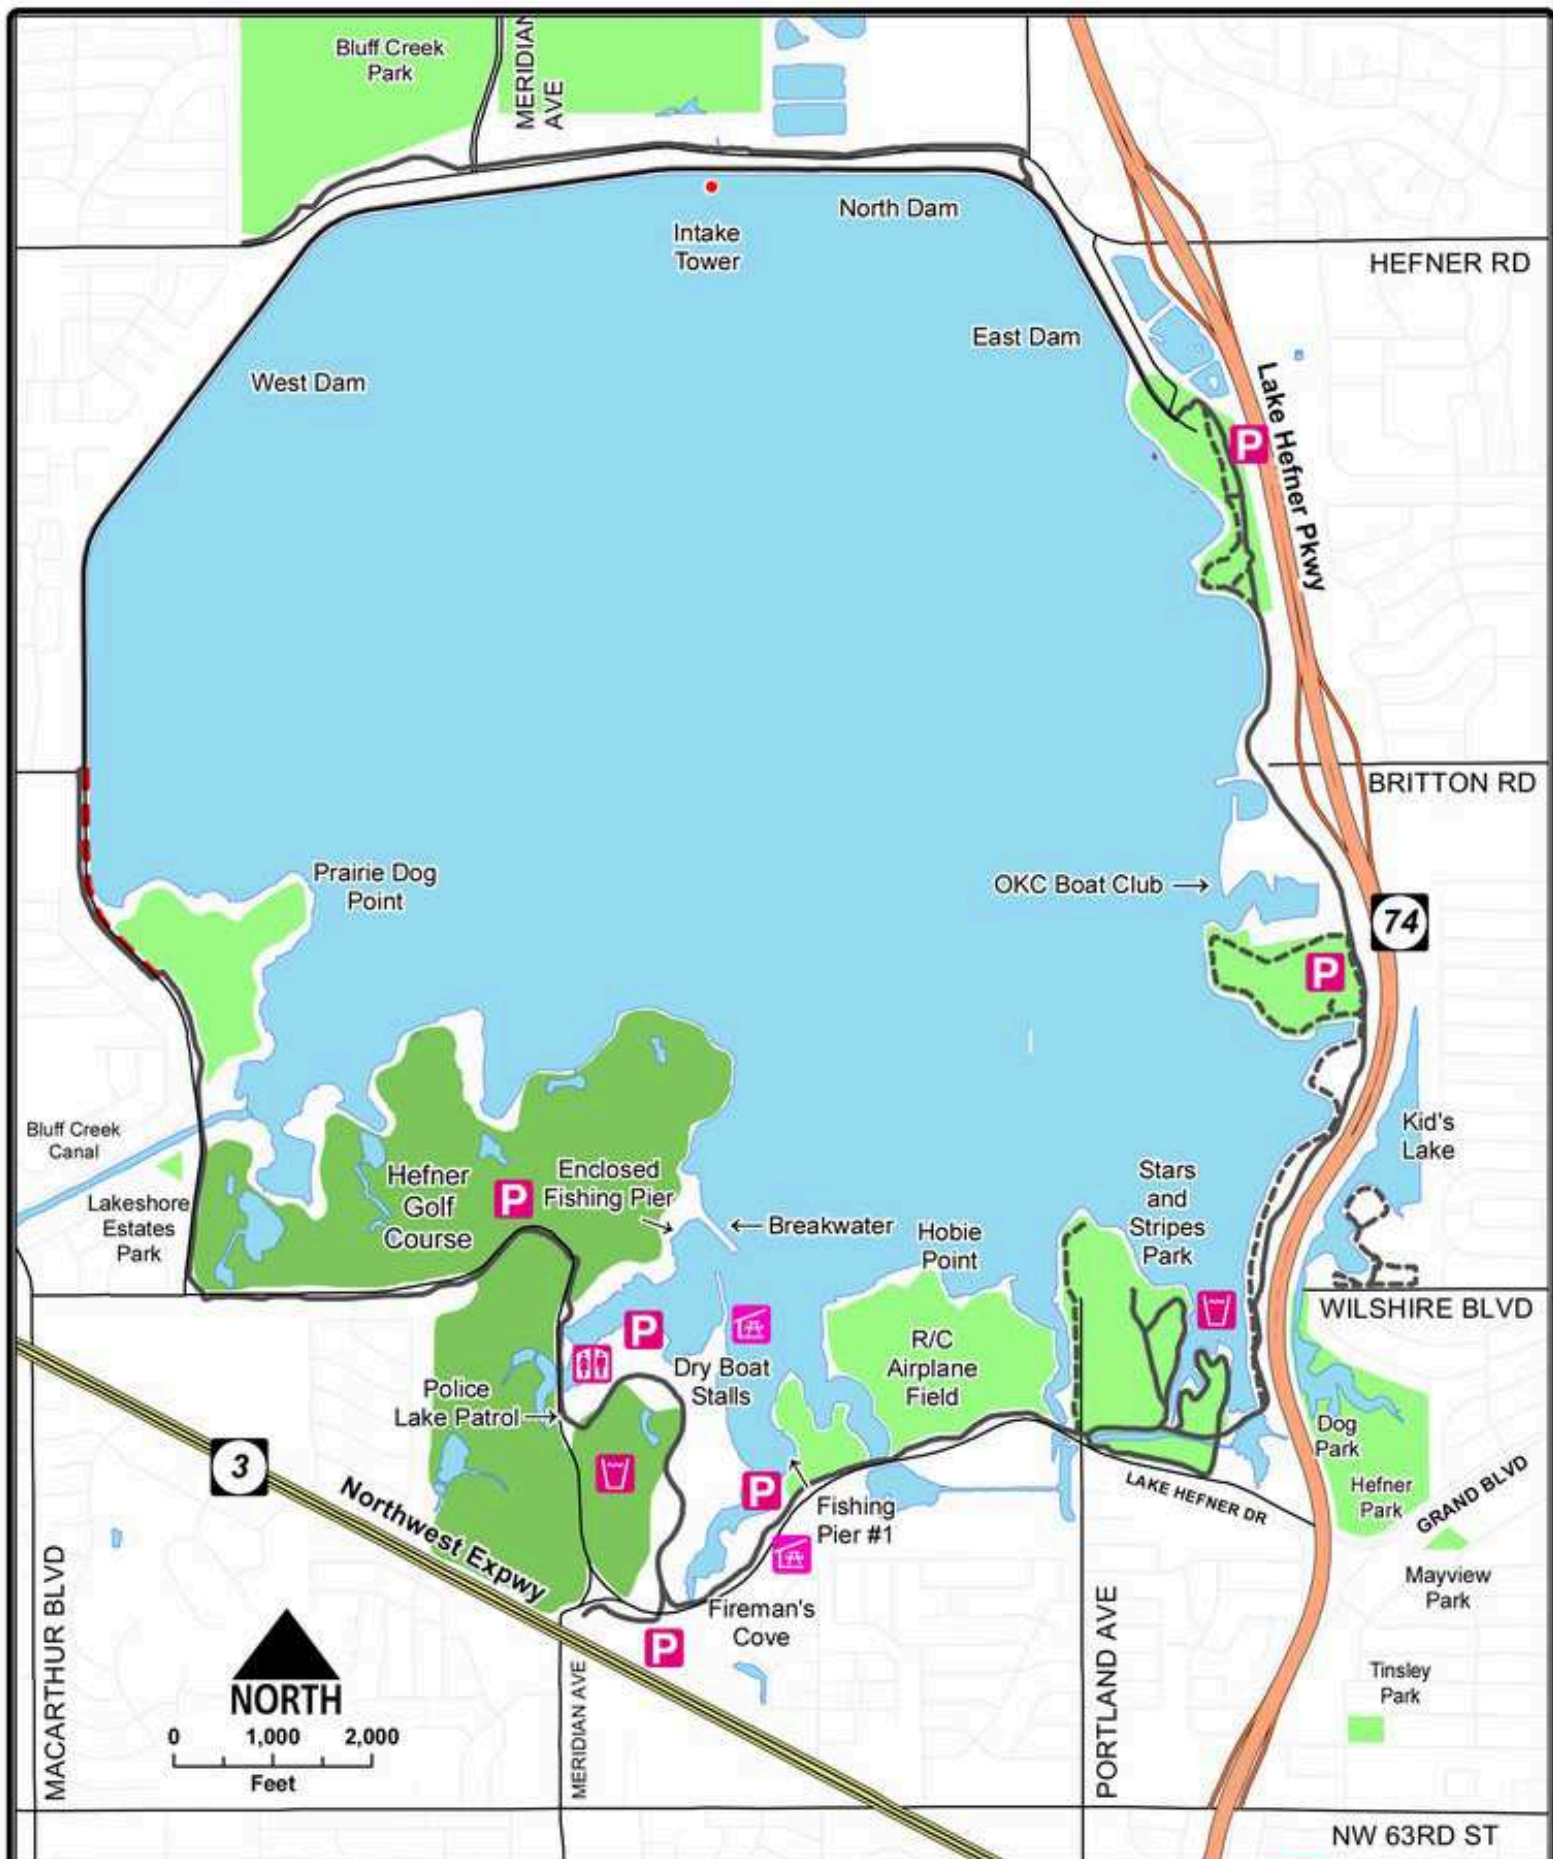 Bluff Creek
Park
MERIDIAN
AVE
North Dam
Intake
Tower
HEFNER RD
East Dam
West Dam
Lake Hefner Pkwy
P
BRITTON RD
Prairie Dog
Point
OKC Boat Club
74
P
Bluff Creek
Canal
Kid's
Lake
Lakeshore
Estates
Park
Hefner
Golf
Course
P
Enclosed
Fishing Pier
Breakwater
Hobie
Point
Stars
and
Stripes
Park
WILSHIRE BLVD
P
Dry Boat
Stalls
R/C
Airplane
Field
Police
Lake Patrol
Dog
Park
3
Northwest Expwy
P
Fishing
Pier #1
LAKE HEFNER DR
Hefner
Park
GRAND BLVD
Mayview
Park
Fireman's
Cove
P
MACARTHUR BLVD
NORTH
0 1,000 2,000
Feet
MERIDIAN AVE
PORTLAND AVE
Tinsley
Park
NW 63RD ST